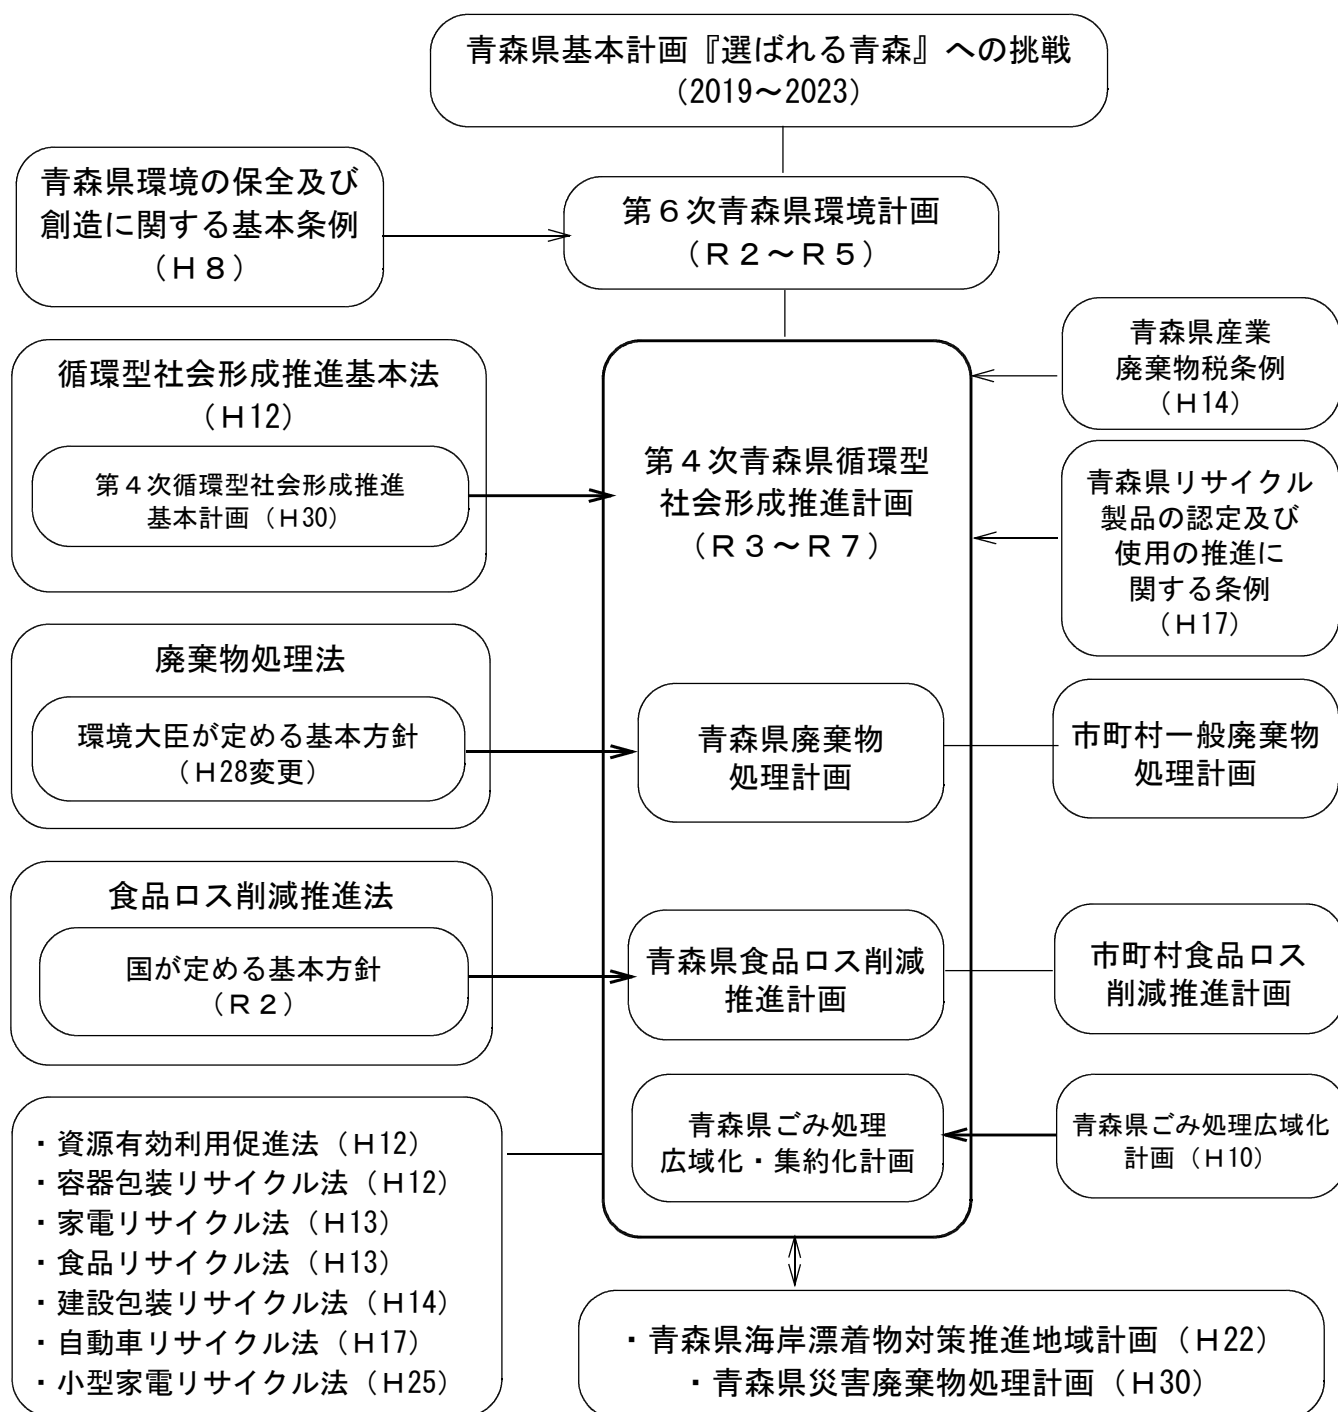 青森県基本計画『選ばれる青森』への挑戦
（2019～2023）
青森県環境の保全及び
創造に関する基本条例
（Ｈ８）
第６次青森県環境計画
（Ｒ２～Ｒ５）
循環型社会形成推進基本法
（Ｈ12）
第４次循環型社会形成推進
基本計画（Ｈ30）
第４次青森県循環型
社会形成推進計画
（Ｒ３～Ｒ７）
青森県産業
廃棄物税条例
（Ｈ14）
青森県リサイクル
製品の認定及び
使用の推進に
関する条例
（Ｈ17）
廃棄物処理法
環境大臣が定める基本方針
（Ｈ28変更）
青森県廃棄物
処理計画
市町村一般廃棄物
処理計画
食品ロス削減推進法
国が定める基本方針
（Ｒ２）
青森県食品ロス削減
推進計画
市町村食品ロス
削減推進計画
・資源有効利用促進法（Ｈ12）
・容器包装リサイクル法（Ｈ12）
・家電リサイクル法（Ｈ13）
・食品リサイクル法（Ｈ13）
・建設包装リサイクル法（Ｈ14）
・自動車リサイクル法（Ｈ17）
・小型家電リサイクル法（Ｈ25）
青森県ごみ処理
広域化・集約化計画
青森県ごみ処理広域化
計画（Ｈ10）
・青森県海岸漂着物対策推進地域計画（Ｈ22）
・青森県災害廃棄物処理計画（Ｈ30）